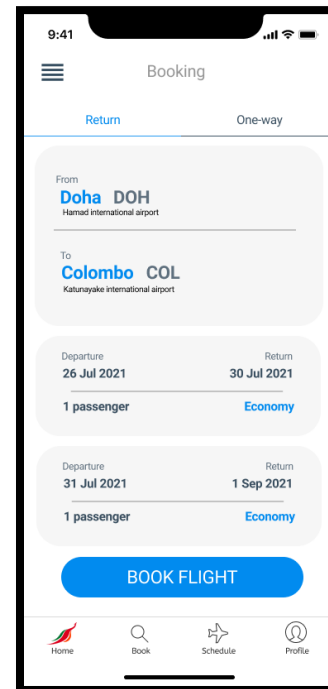 9:41
Booking
Return One-way
From
Doha DOH
Hamad international airport
To
Colombo COL
Katunayake international airport
Departure Return
26 Jul 2021 30 Jul 2021
1 passenger Economy
Departure Return
31 Jul 2021 1 Sep 2021
1 passenger Economy
BOOK FLIGHT
Home Book Schedule Profile